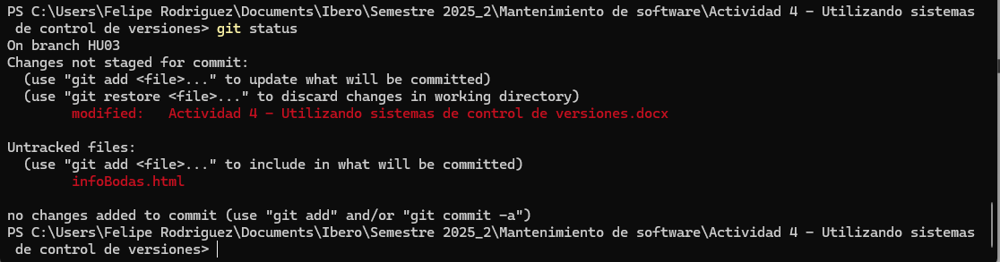 PS C:\Users\Felipe Rodriguez\Documents\Ibero\Semestre 2025_2\Mantenimiento de software\Actividad 4 - Utilizando sistemas
 de control de versiones> git status
On branch HU03
Changes not staged for commit:
  (use "git add <file>..." to update what will be committed)
  (use "git restore <file>..." to discard changes in working directory)
        modified:   Actividad 4 - Utilizando sistemas de control de versiones.docx

Untracked files:
  (use "git add <file>..." to include in what will be committed)
        infoBodas.html

no changes added to commit (use "git add" and/or "git commit -a")
PS C:\Users\Felipe Rodriguez\Documents\Ibero\Semestre 2025_2\Mantenimiento de software\Actividad 4 - Utilizando sistemas
 de control de versiones>